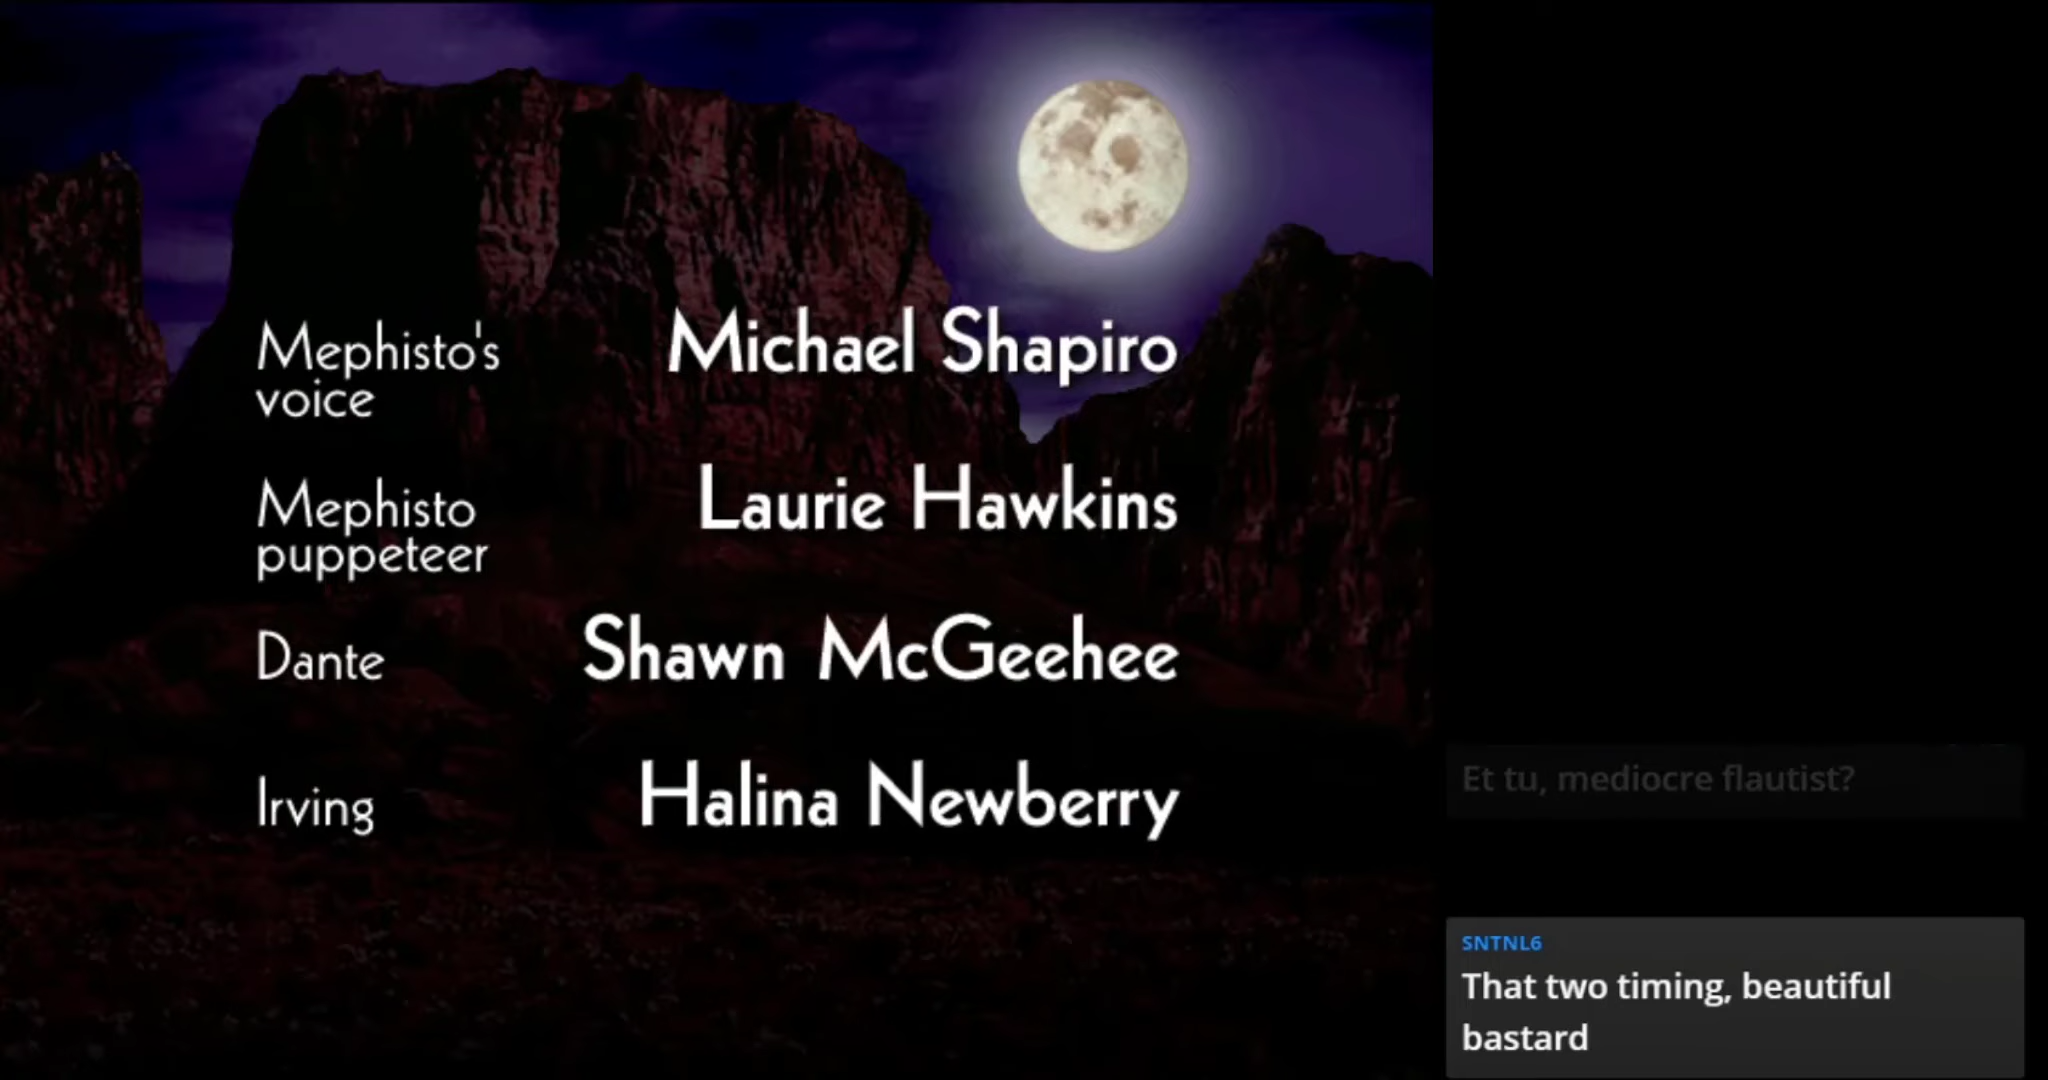 Mephisto's
voice
Michael Shapiro
Mephisto
puppeteer
Laurie Hawkins
Dante
Shawn McGeehee
Irving
Halina Newberry
Et tu, mediocre flautist?
SNTNL6
That two timing, beautiful
bastard